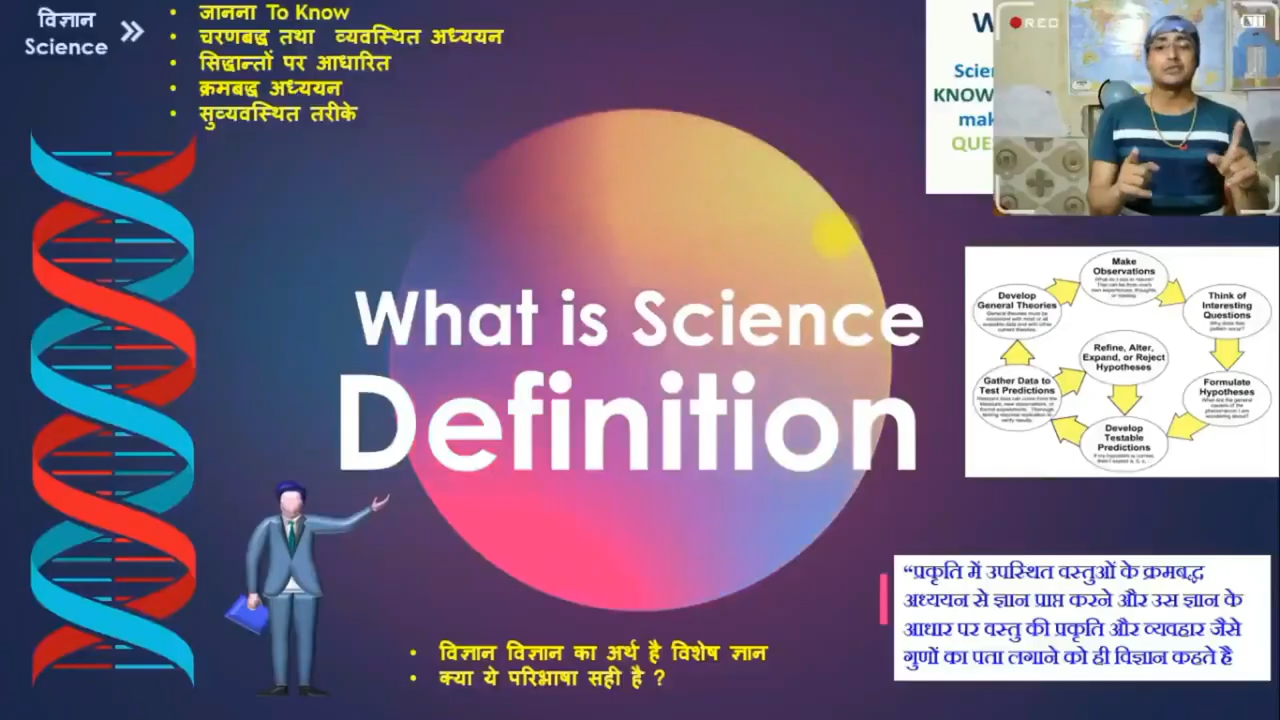 विज्ञान
Science
• जानना To Know
• चरणबद्ध तथा व्यवस्थित अध्ययन
• सिद्धान्तों पर आधारित
• क्रमबद्ध अध्ययन
• सुव्यवस्थित तरीके
REC
KNOW
What is Science
Definition
Make
Observations
Think of
Interesting
Questions
Formulate
Hypotheses
Develop
Testable
Predictions
Gather Data to
Test Predictions
Develop
General Theories
Refine, Alter,
Expand, or Reject
Hypotheses
“प्रकृति में उपस्थित वस्तुओं के क्रमबद्ध
अध्ययन से ज्ञान प्राप्त करने और उस ज्ञान के
आधार पर वस्तु की प्रकृति और व्यवहार जैसे
गुणों का पता लगाने को ही विज्ञान कहते है
• विज्ञान विज्ञान का अर्थ है विशेष ज्ञान
• क्या ये परिभाषा सही है ?